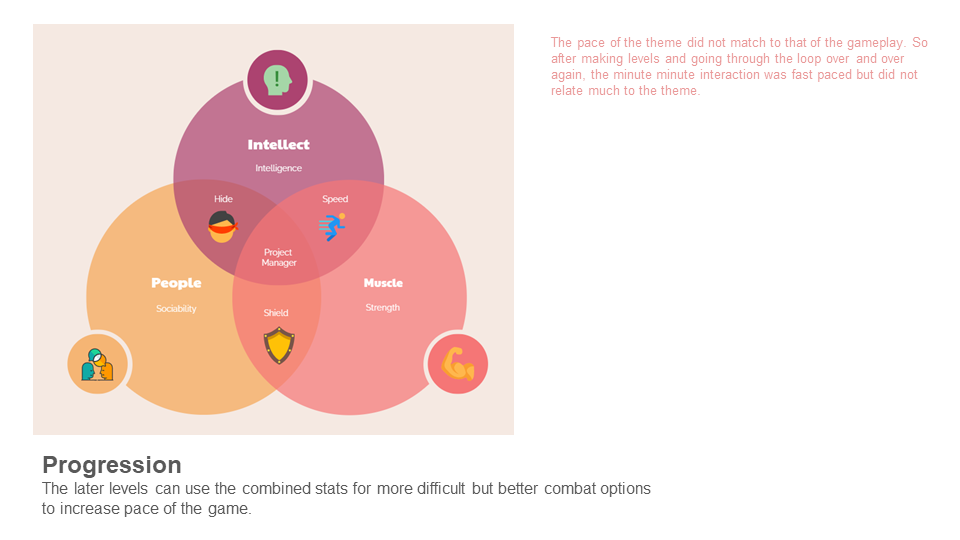 The pace of the theme did not match to that of the gameplay. So
after making levels and going through the loop over and over
again, the minute minute interaction was fast paced but did not
relate much to the theme.
Intellect
Intelligence
Hide
Speed
Project
Manager
People
Sociability
Muscle
Strength
Shield
Progression
The later levels can use the combined stats for more difficult but better combat options
to increase pace of the game.